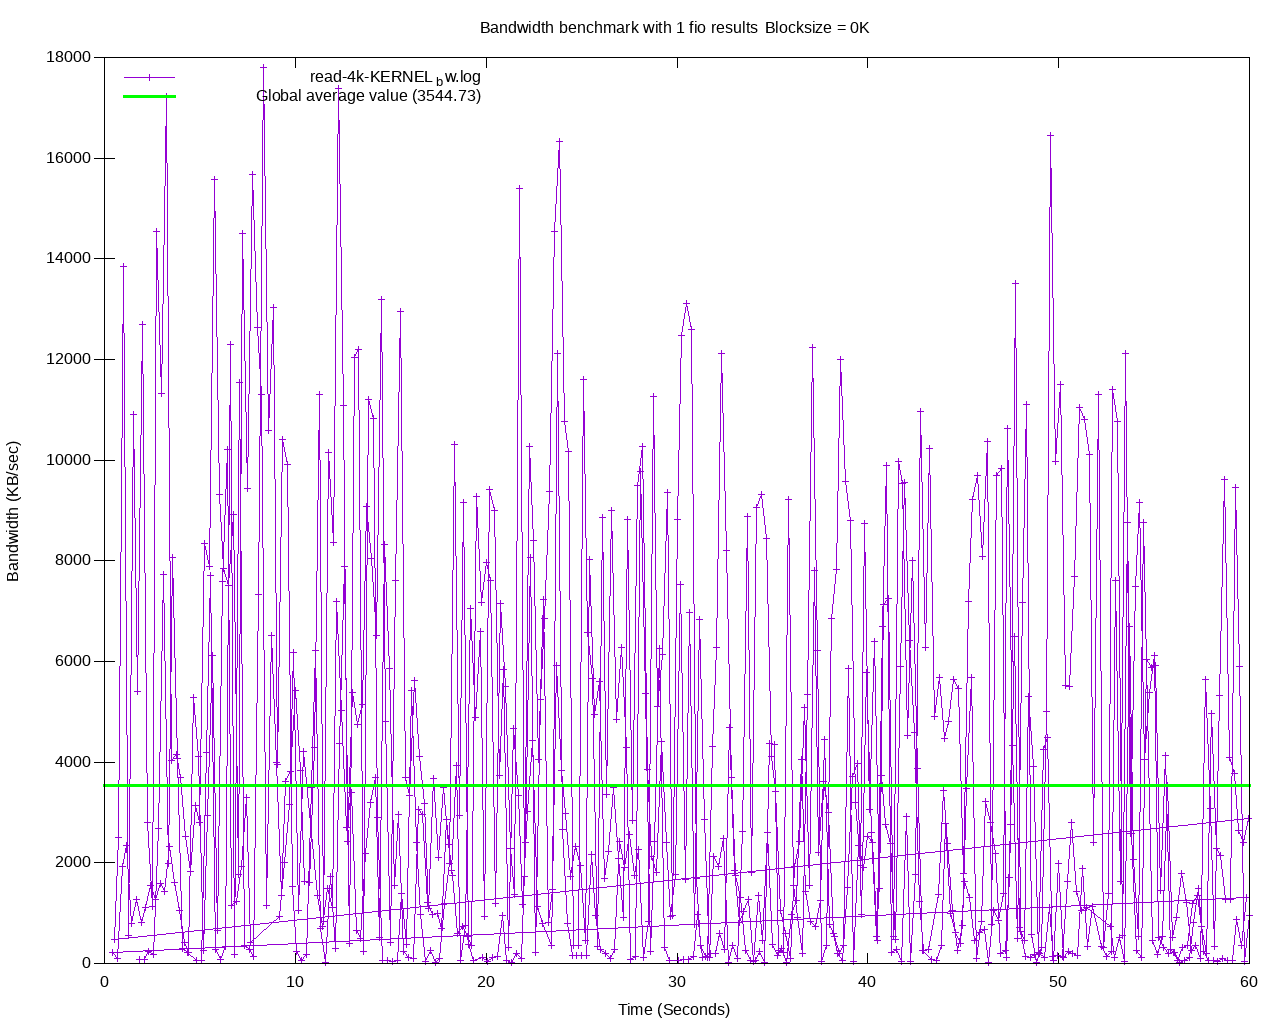 Bandwidth benchmark with 1 fio results Blocksize = 0K
18000
16000
14000
12000
10000
8000
6000
4000
2000
0
Bandwidth (KB/sec)
read-4k-KERNEL_bw.log
Global average value (3544.73)
0 10 20 30 40 50 60
Time (Seconds)